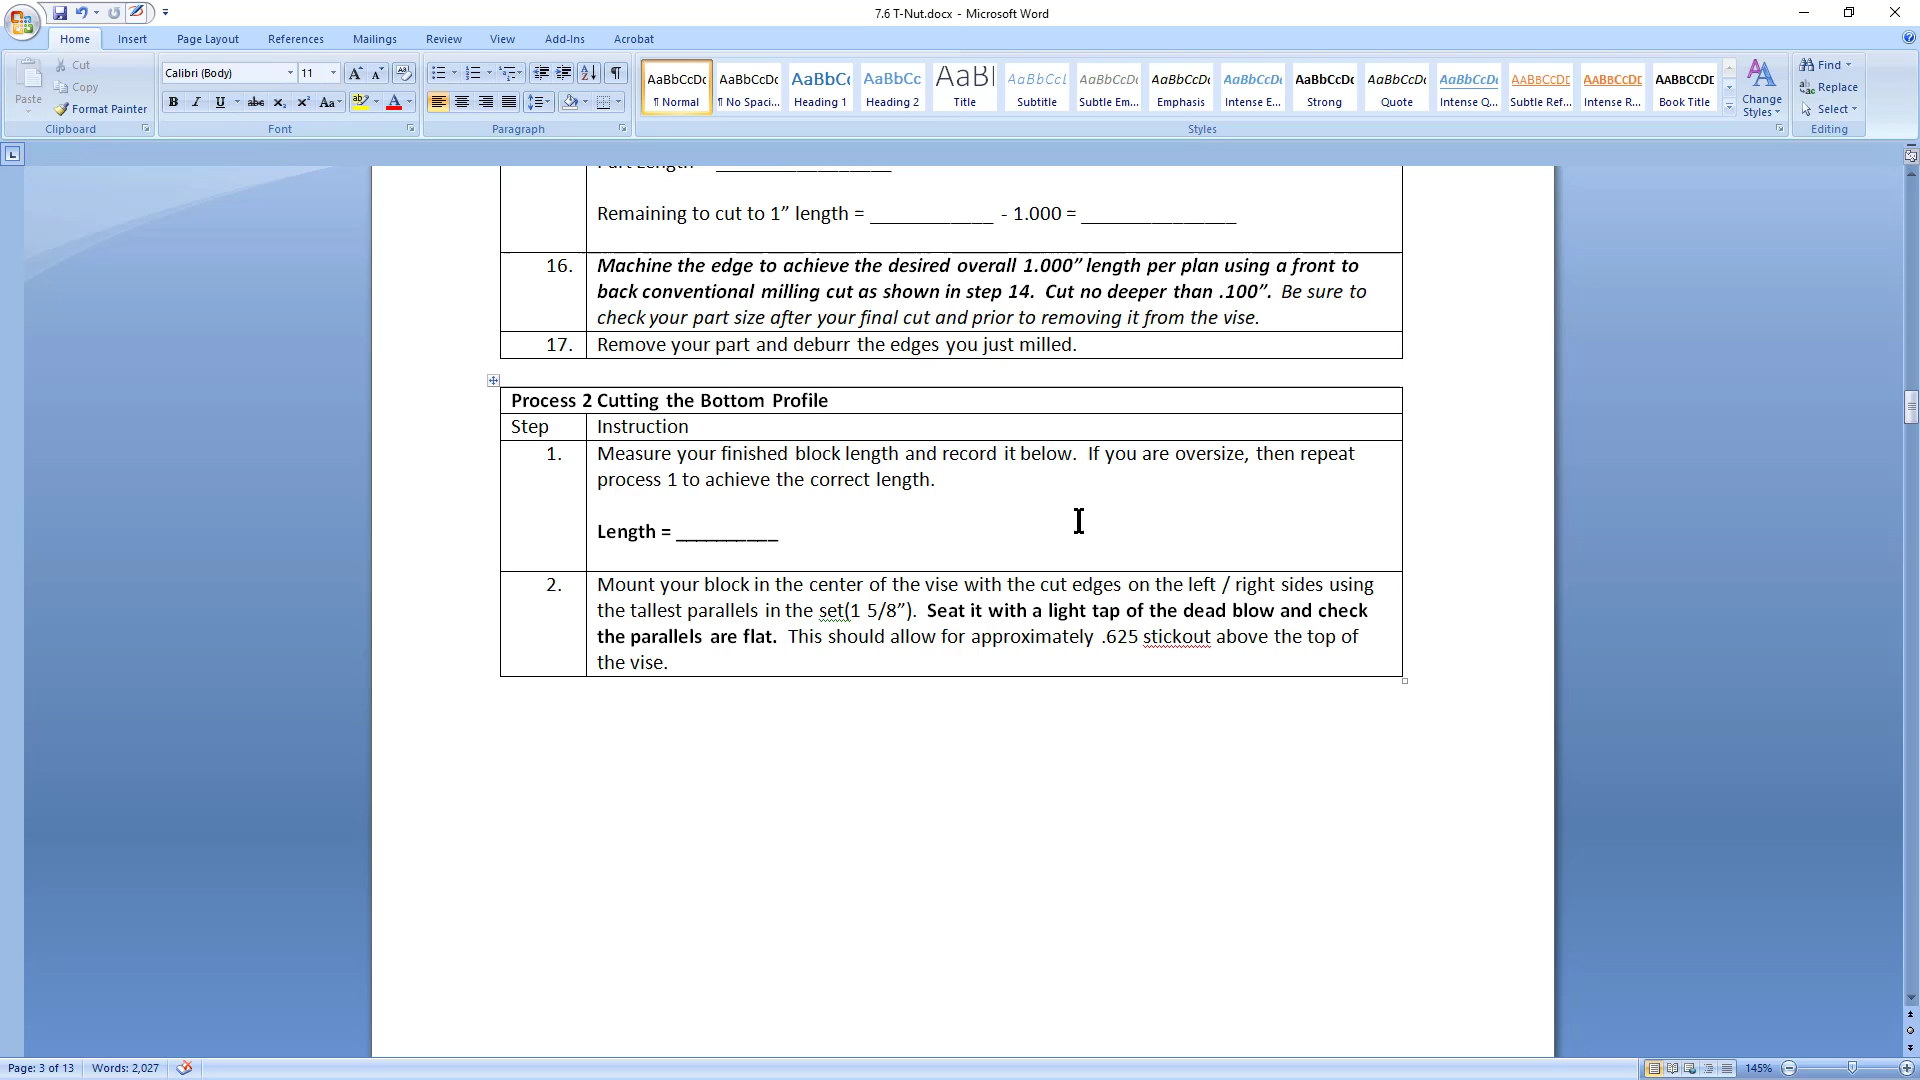 7.6 T-Nut.docx - Microsoft Word
Home Insert Page Layout References Mailings Review View Add-Ins Acrobat
Paste
Cut
Copy
Format Painter
Clipboard
Calibri (Body) 11
Font
Paragraph
AaBbCcDc AaBbCcDc AaBbC AaBbCc AaB AaBbCcL AaBbCcDc AaBbCcDc AaBbCcDc AaBbCcDc AaBbCcDc AaBbCcDc AABBCCDE AABBCCDE AABBCCDE
¶ Normal ¶ No Spaci... Heading 1 Heading 2 Title Subtitle Subtle Em... Emphasis Intense E... Strong Quote Intense Q... Subtle Ref... Intense R... Book Title
Change Styles
Styles
Find
Replace
Select
Editing
Part Length
Remaining to cut to 1” length = ____________ - 1.000 = _______________
16. Machine the edge to achieve the desired overall 1.000” length per plan using a front to
back conventional milling cut as shown in step 14. Cut no deeper than .100”. Be sure to
check your part size after your final cut and prior to removing it from the vise.
17. Remove your part and deburr the edges you just milled.
Process 2 Cutting the Bottom Profile
Step Instruction
1. Measure your finished block length and record it below. If you are oversize, then repeat
process 1 to achieve the correct length.
Length = __________
2. Mount your block in the center of the vise with the cut edges on the left / right sides using
the tallest parallels in the set(1 5/8”). Seat it with a light tap of the dead blow and check
the parallels are flat. This should allow for approximately .625 stickout above the top of
the vise.
Page: 3 of 13 Words: 2,027 145%